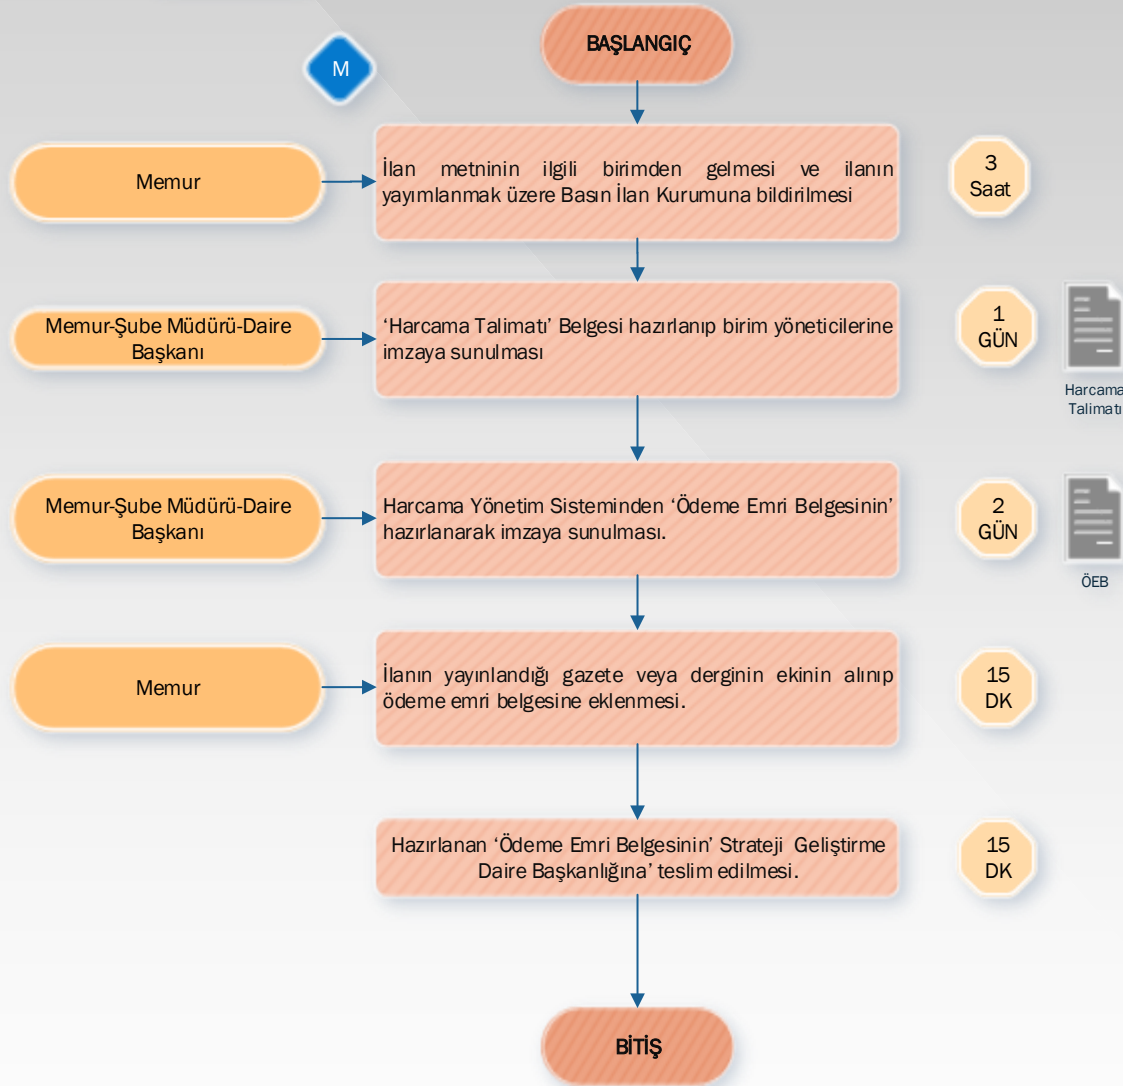 BAŞLANGIÇ
M
Memur
İlan metninin ilgili birimden gelmesi ve ilanın
yayımlanmak üzere Basın İlan Kurumuna bildirilmesi
3
Saat
Memur-Şube Müdürü-Daire
Başkanı
‘Harcama Talimatı’ Belgesi hazırlanıp birim yöneticilerine
imzaya sunulması
1
GÜN
Harcama
Talimatı
Memur-Şube Müdürü-Daire
Başkanı
Harcama Yönetim Sisteminden ‘Ödeme Emri Belgesinin’
hazırlanarak imzaya sunulması.
2
GÜN
ÖEB
Memur
İlanın yayınlandığı gazete veya derginin ekinin alınıp
ödeme emri belgesine eklenmesi.
15
DK
Hazırlanan ‘Ödeme Emri Belgesinin’ Strateji Geliştirme
Daire Başkanlığına’ teslim edilmesi.
15
DK
BİTİŞ